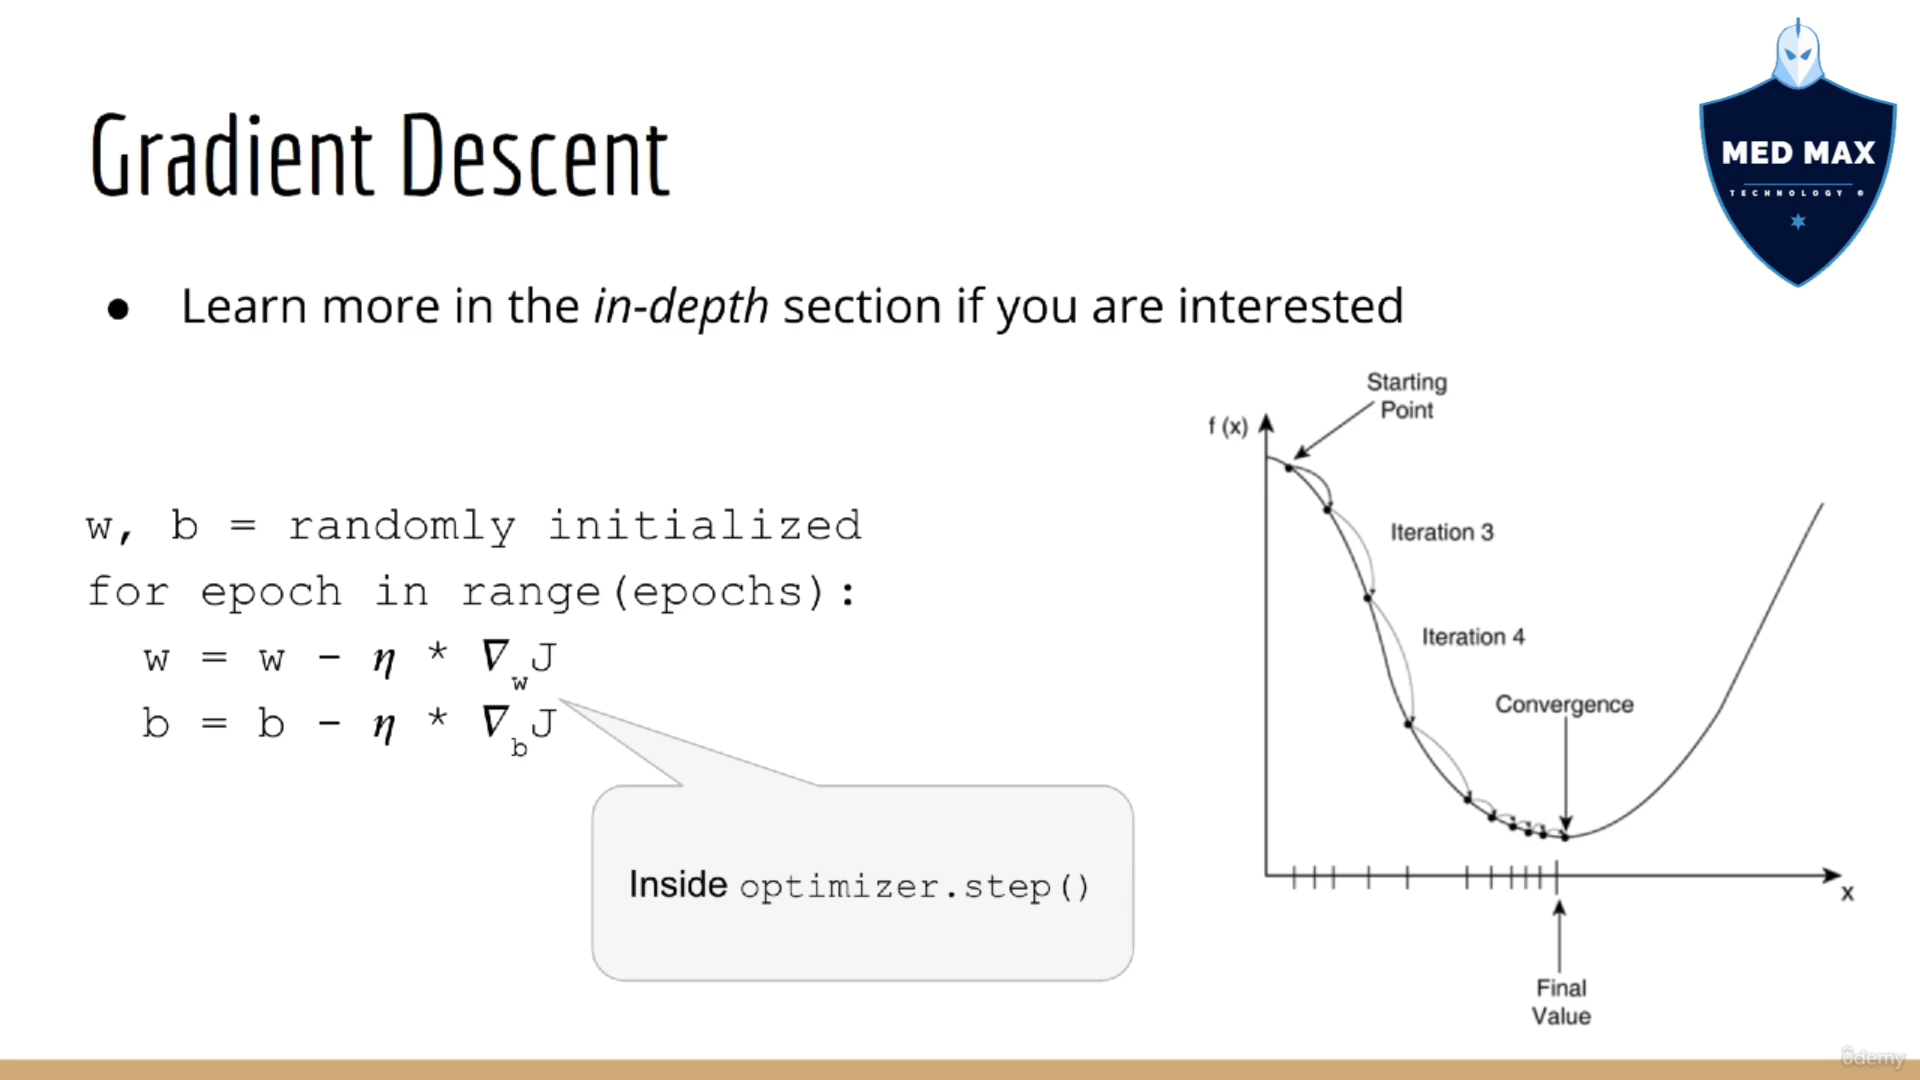 Gradient Descent
MED MAX
TECHNOLOGY ®
● Learn more in the in-depth section if you are interested
w, b = randomly initialized
for epoch in range(epochs):
w = w - η * ∇wJ
b = b - η * ∇bJ
Inside optimizer.step()
Starting
Point
f (x)
Iteration 3
Iteration 4
Convergence
x
Final
Value
ûdemy